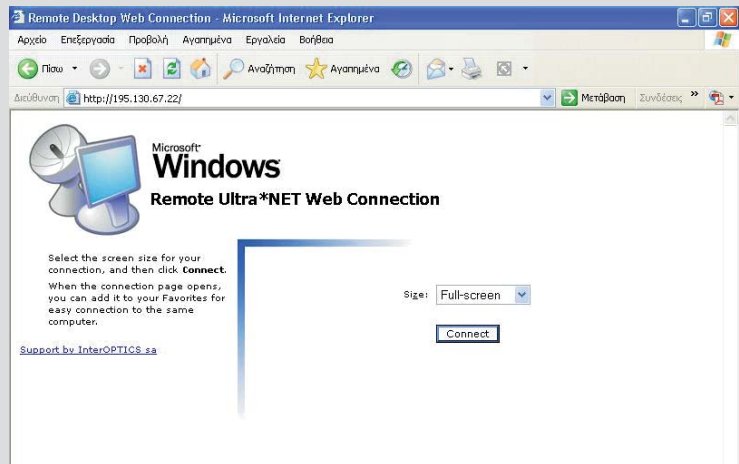 Remote Desktop Web Connection - Microsoft Internet Explorer
Αρχείο Επεξεργασία Προβολή Αγαπημένα Εργαλεία Βοήθεια
Πίσω Αναζήτηση Αγαπημένα
Διεύθυνση http://195.130.67.22/ Μετάβαση Συνδέσεις »
Microsoft®
Windows
Remote Ultra*NET Web Connection
Select the screen size for your
connection, and then click Connect.
When the connection page opens,
you can add it to your Favorites for
easy connection to the same
computer.
Support by InterOPTICS sa
Size: Full-screen
Connect